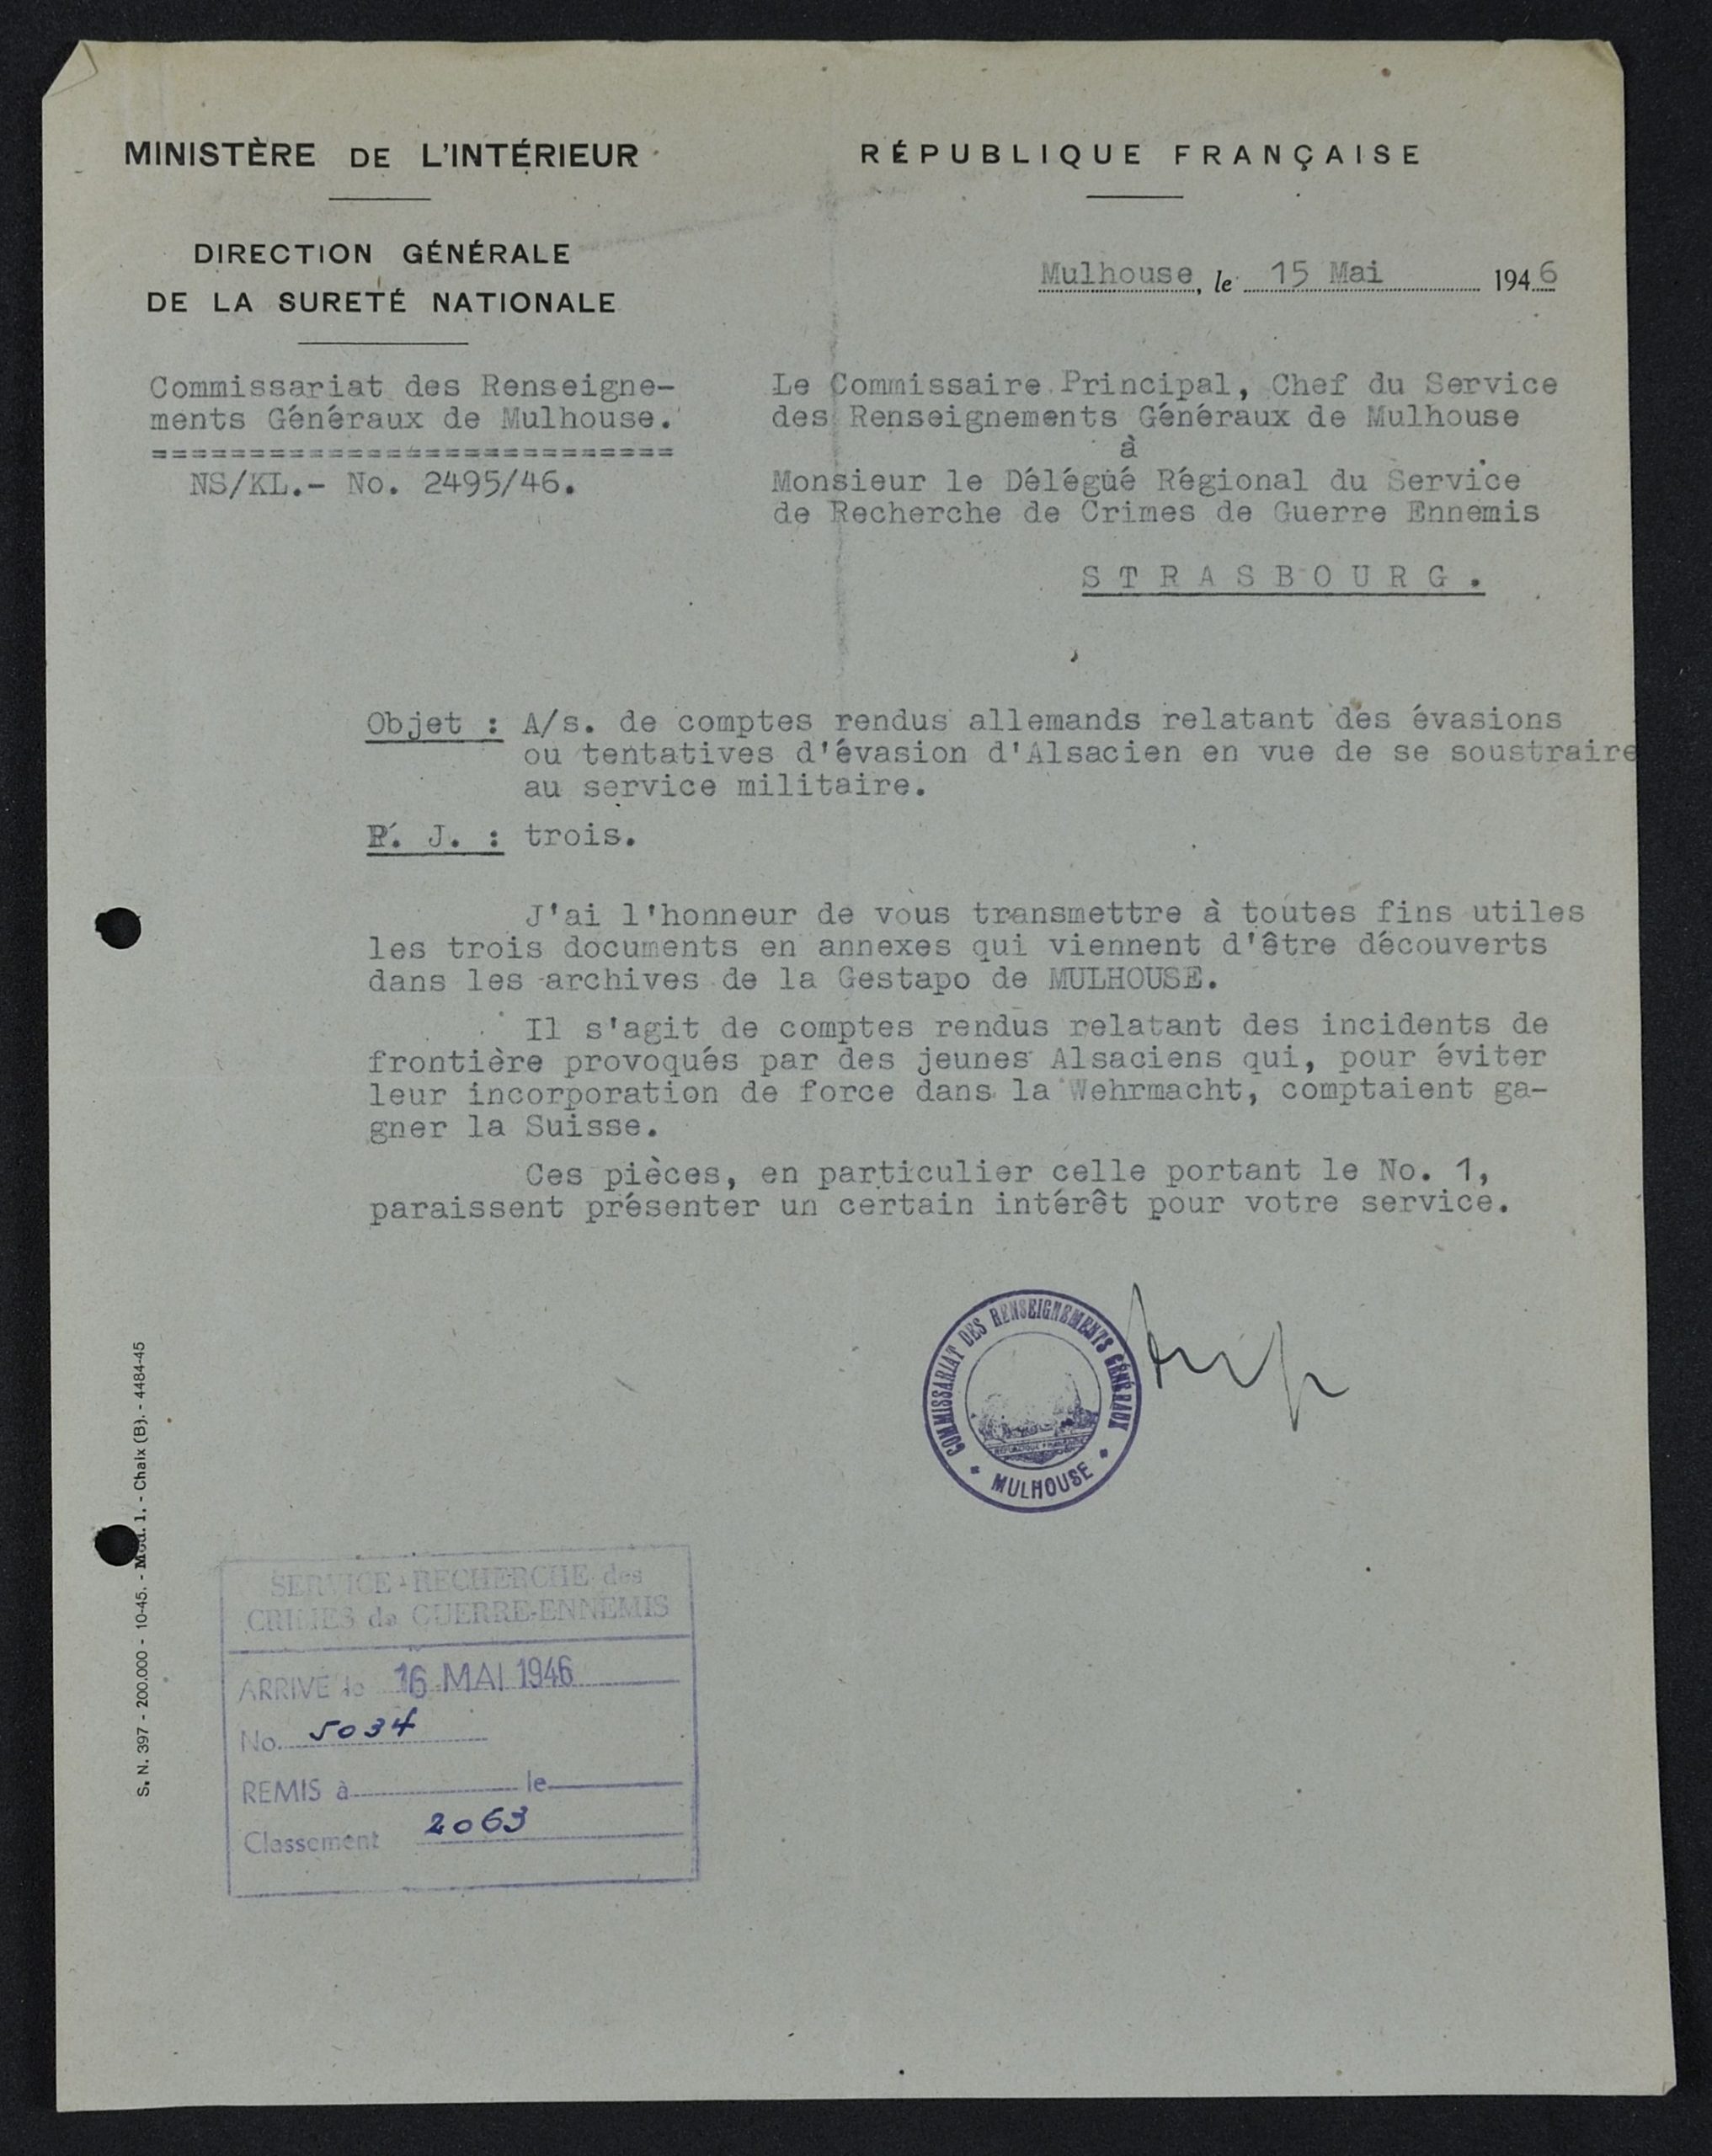 MINISTÈRE DE L'INTÉRIEUR
DIRECTION GÉNÉRALE
DE LA SURETÉ NATIONALE
Commissariat des Renseigne-
ments Généraux de Mulhouse.
===========================
NS/KL.- No. 2495/46.
RÉPUBLIQUE FRANÇAISE
Mulhouse, le 15 Mai 1946
Le Commissaire Principal, Chef du Service
des Renseignements Généraux de Mulhouse
à
Monsieur le Délégué Régional du Service
de Recherche de Crimes de Guerre Ennemis
STRASBOURG.
Objet : A/s. de comptes rendus allemands relatant des évasions
ou tentatives d'évasion d'Alsacien en vue de se soustraire
au service militaire.
P. J. : trois.
J'ai l'honneur de vous transmettre à toutes fins utiles
les trois documents en annexes qui viennent d'être découverts
dans les archives de la Gestapo de MULHOUSE.
Il s'agit de comptes rendus relatant des incidents de
frontière provoqués par des jeunes Alsaciens qui, pour éviter
leur incorporation de force dans la Wehrmacht, comptaient ga-
gner la Suisse.
Ces pièces, en particulier celle portant le No. 1,
paraissent présenter un certain intérêt pour votre service.
COMMISSARIAT DES RENSEIGNEMENTS GÉNÉRAUX
MULHOUSE
S. N. 397 - 200.000 - 10-45. - Mod. 1. - Chaix (B). - 4484-45
SERVICE RECHERCHE des
CRIMES de GUERRE ENNEMIS
ARRIVÉ le 16 MAI 1946
No. 5034
REMIS à le
Classement 2063